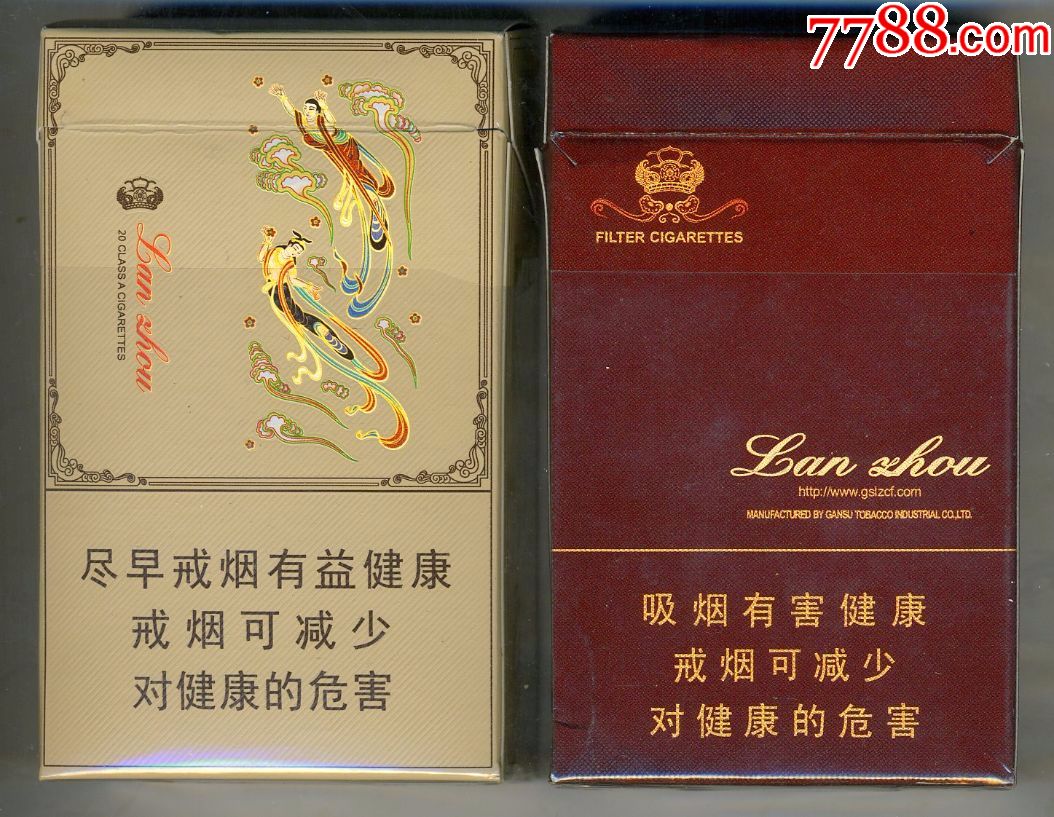 7788.com
Lan zhou
20 CLASS A CIGARETTES
尽早戒烟有益健康
戒烟可减少
对健康的危害
FILTER CIGARETTES
Lan zhou
http://www.gslzcf.com
MANUFACTURED BY GANSU TOBACCO INDUSTRIAL CO.,LTD.
吸烟有害健康
戒烟可减少
对健康的危害